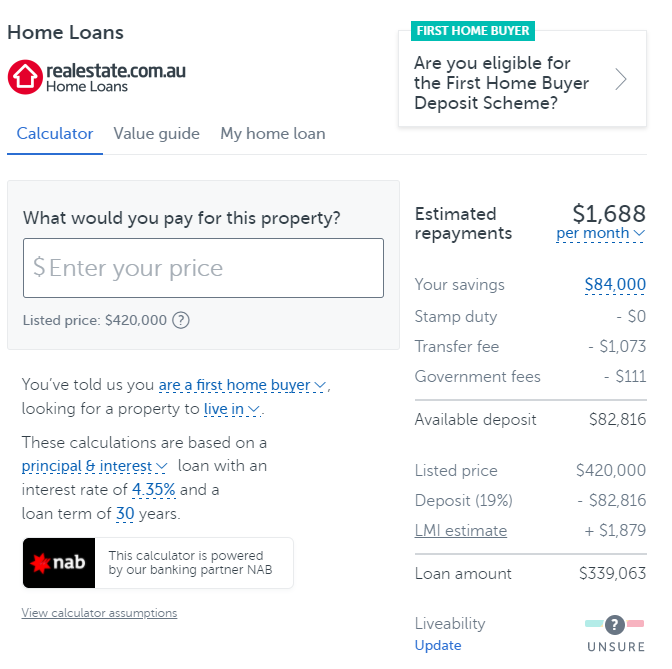 Home Loans
realestate.com.au
Home Loans
FIRST HOME BUYER
Are you eligible for
the First Home Buyer
Deposit Scheme?
Calculator Value guide My home loan
What would you pay for this property?
$ Enter your price
Listed price: $420,000 ?
You've told us you are a first home buyer,
looking for a property to live in.
These calculations are based on a
principal & interest loan with an
interest rate of 4.35% and a
loan term of 30 years.
nab
This calculator is powered
by our banking partner NAB
View calculator assumptions
Estimated
repayments
$1,688
per month
Your savings $84,000
Stamp duty - $0
Transfer fee - $1,073
Government fees - $111
Available deposit $82,816
Listed price $420,000
Deposit (19%) - $82,816
LMI estimate + $1,879
Loan amount $339,063
Liveability ?
Update UNSURE